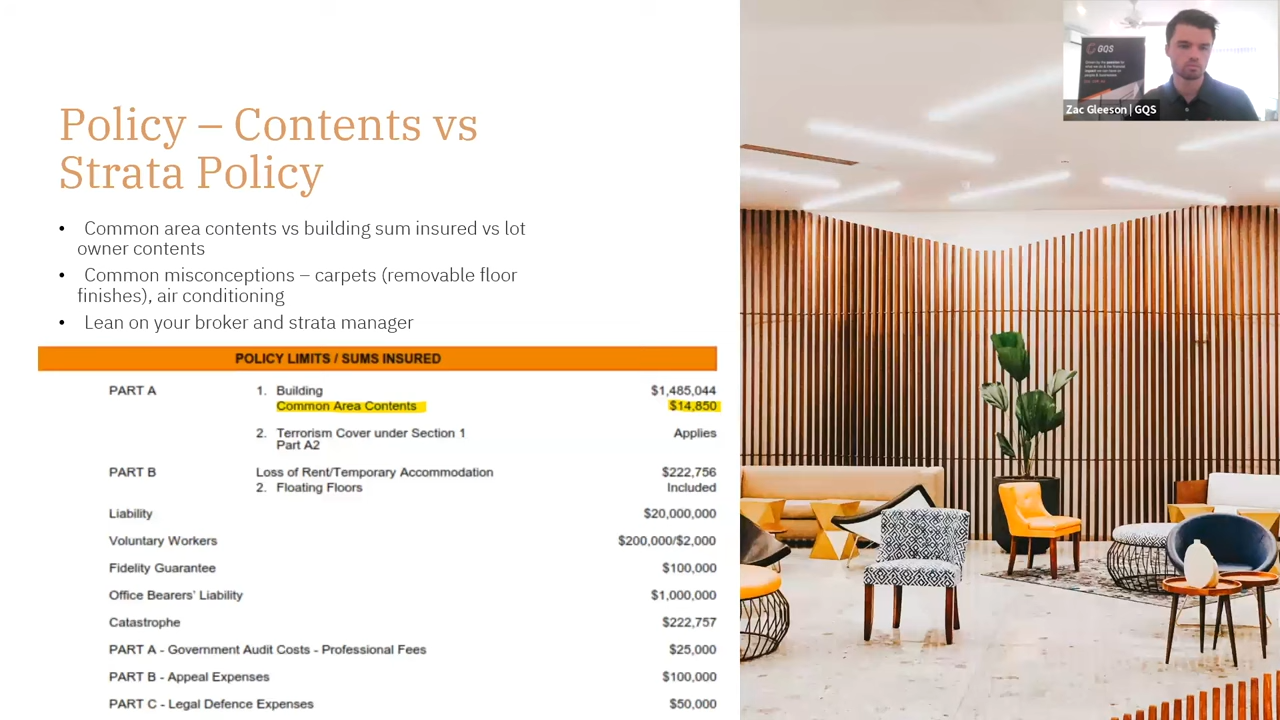 Policy – Contents vs
Strata Policy
• Common area contents vs building sum insured vs lot
owner contents
• Common misconceptions – carpets (removable floor
finishes), air conditioning
• Lean on your broker and strata manager
POLICY LIMITS / SUMS INSURED
PART A 1. Building $1,485,044
Common Area Contents $14,850
2. Terrorism Cover under Section 1 Applies
Part A2
PART B Loss of Rent/Temporary Accommodation $222,756
2. Floating Floors Included
Liability $20,000,000
Voluntary Workers $200,000/$2,000
Fidelity Guarantee $100,000
Office Bearers' Liability $1,000,000
Catastrophe $222,757
PART A - Government Audit Costs - Professional Fees $25,000
PART B - Appeal Expenses $100,000
PART C - Legal Defence Expenses $50,000
GQS
Zac Gleeson | GQS